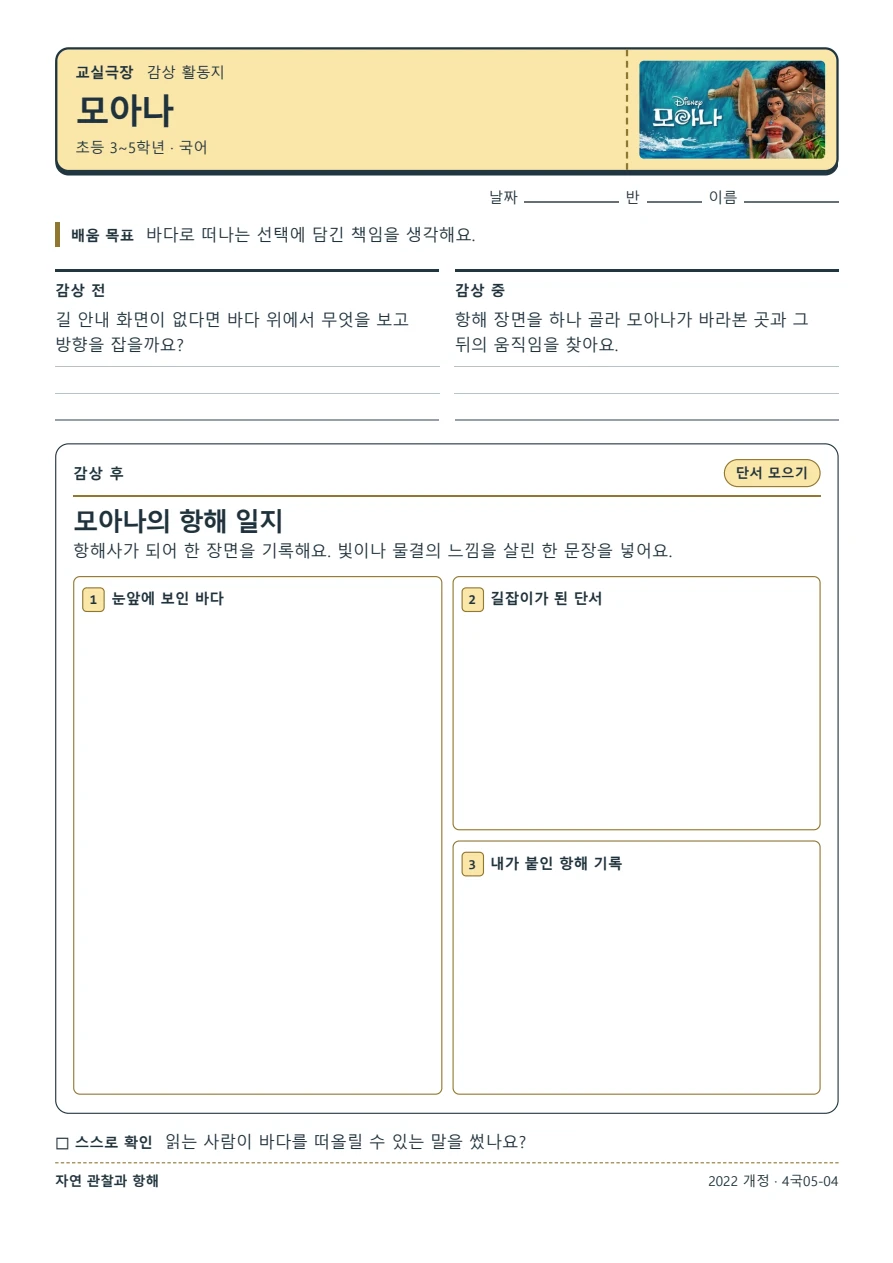 교실극장 감상 활동지
모아나
초등 3~5학년 · 국어
Disney
모아나
날짜 반 이름
배움 목표 바다로 떠나는 선택에 담긴 책임을 생각해요.
감상 전
길 안내 화면이 없다면 바다 위에서 무엇을 보고
방향을 잡을까요?
감상 중
항해 장면을 하나 골라 모아나가 바라본 곳과 그
뒤의 움직임을 찾아요.
감상 후
단서 모으기
모아나의 항해 일지
항해사가 되어 한 장면을 기록해요. 빛이나 물결의 느낌을 살린 한 문장을 넣어요.
1 눈앞에 보인 바다
2 길잡이가 된 단서
3 내가 붙인 항해 기록
스스로 확인 읽는 사람이 바다를 떠올릴 수 있는 말을 썼나요?
자연 관찰과 항해
2022 개정 · 4국05-04